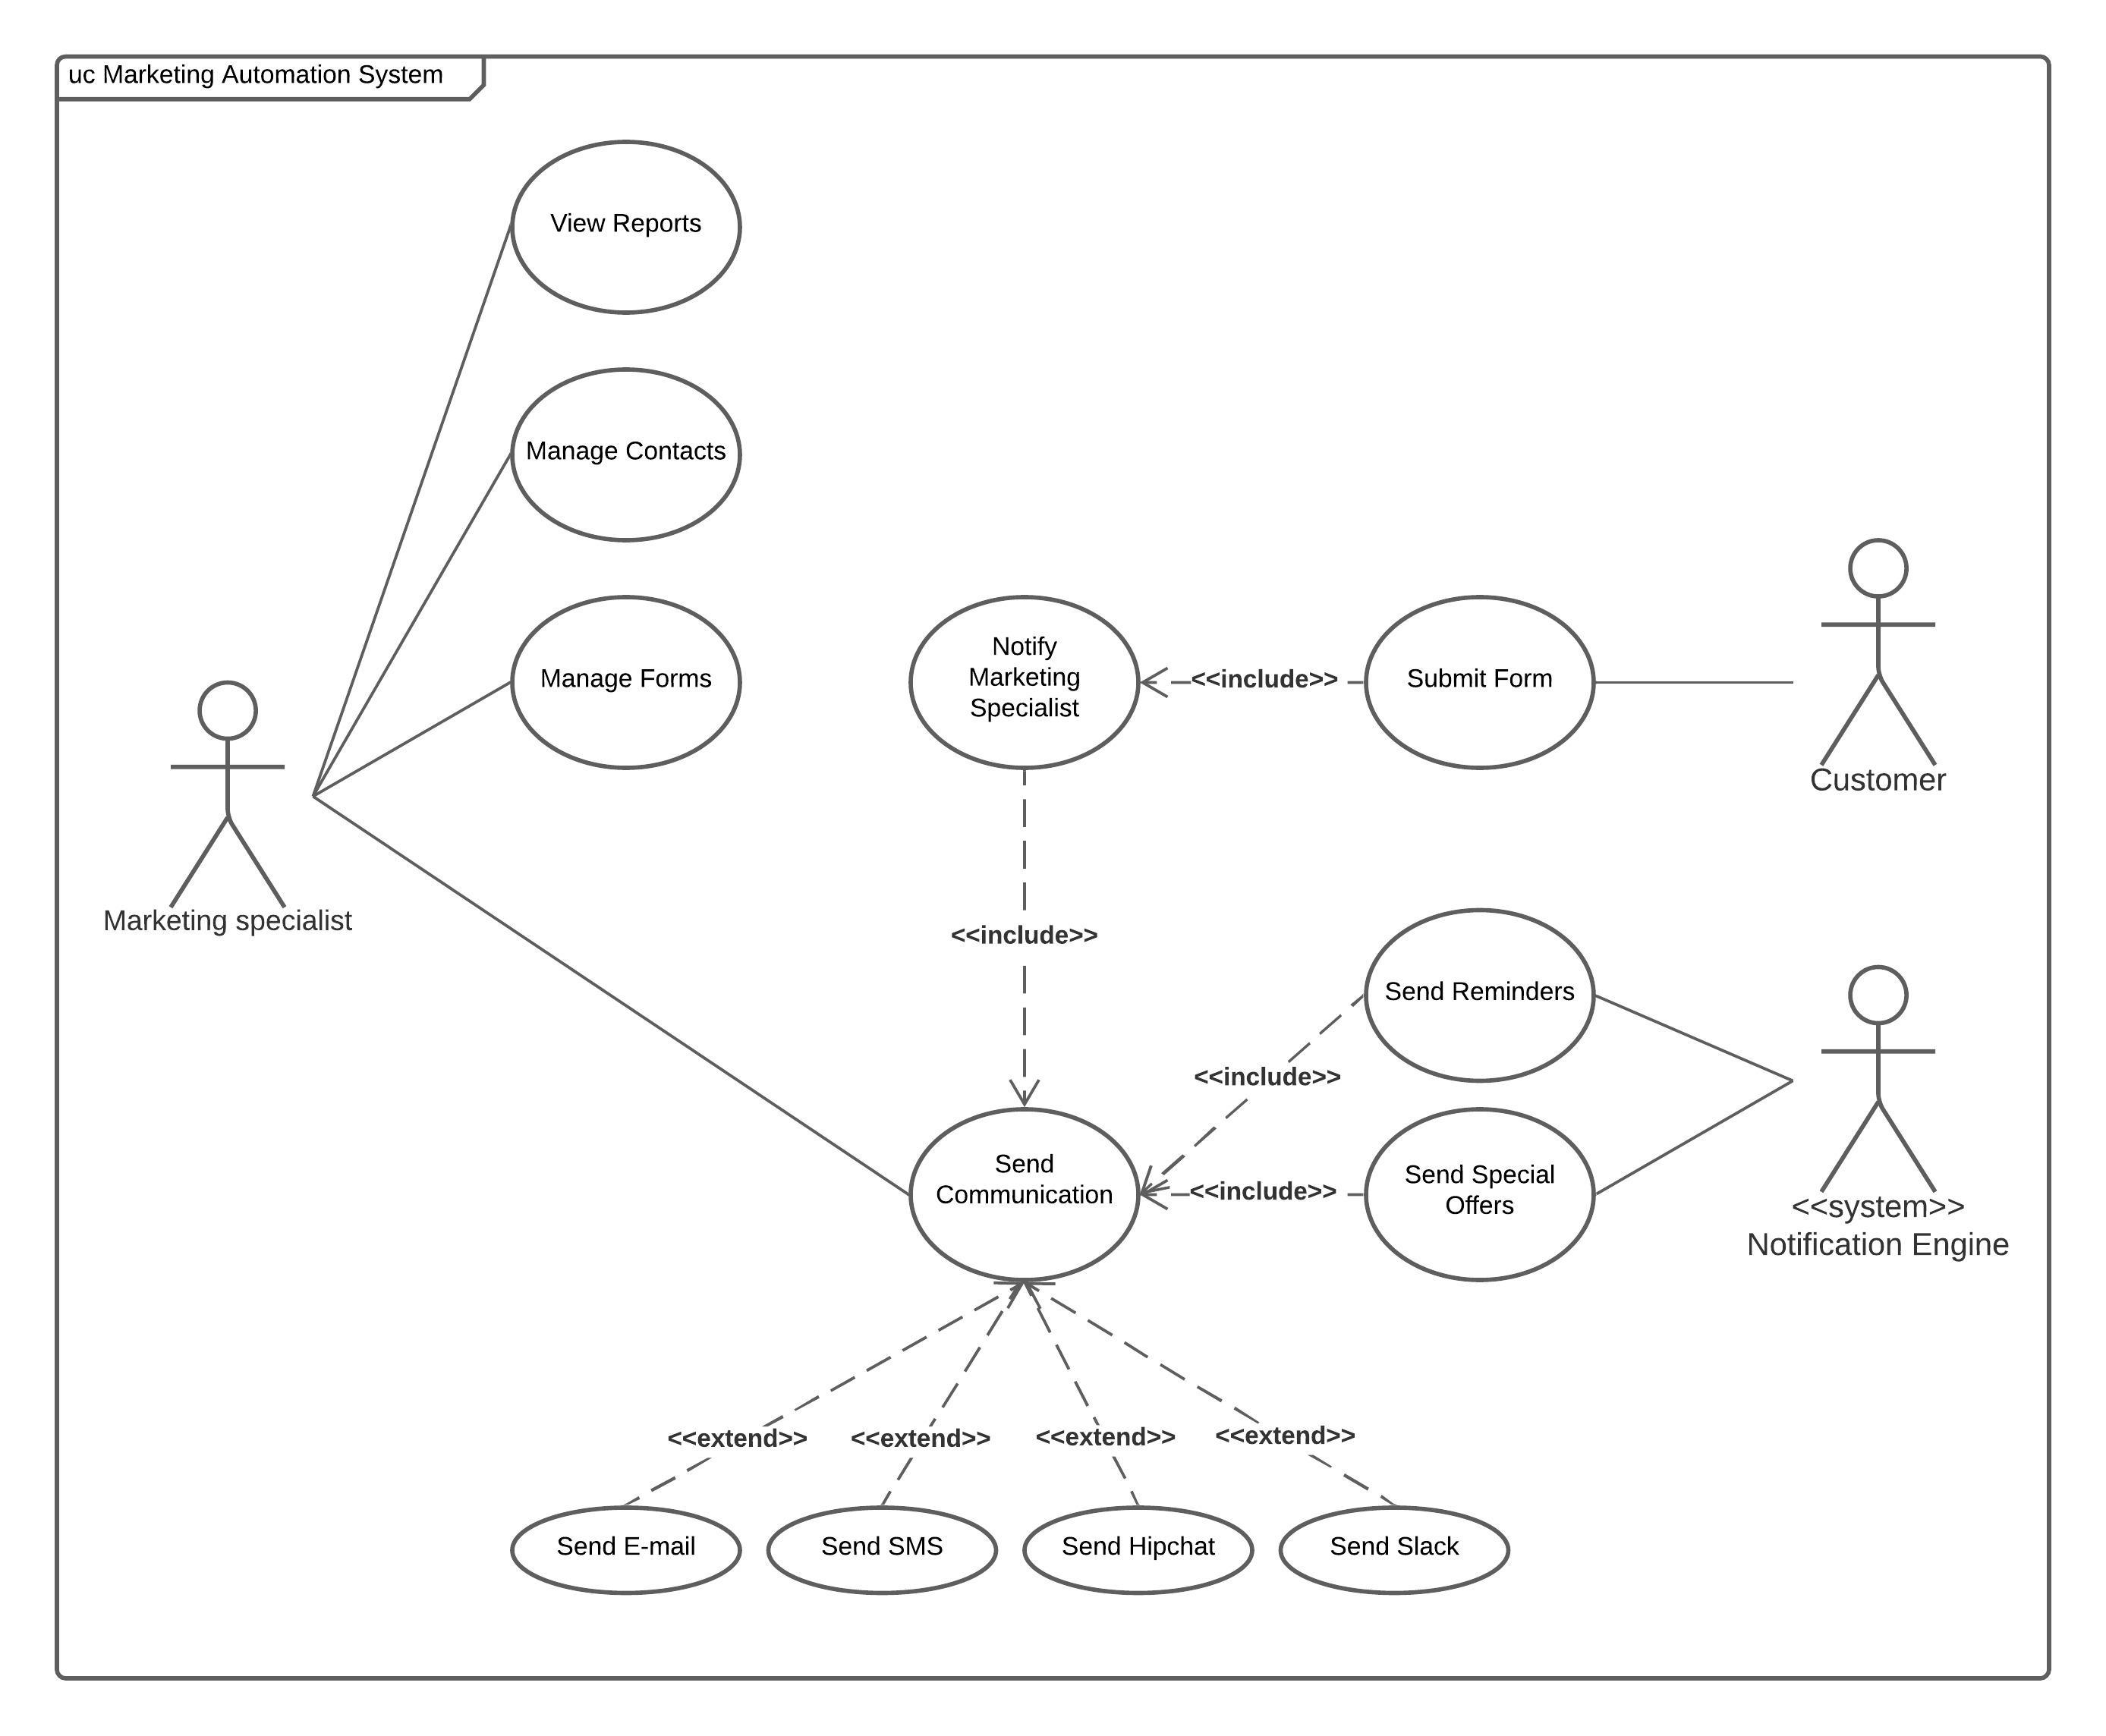 uc Marketing Automation System
View Reports
Manage Contacts
Manage Forms
Notify
Marketing
Specialist
<<include>>
Submit Form
Customer
Marketing specialist
<<include>>
Send Reminders
<<include>>
Send
Communication
<<include>>
Send Special
Offers
<<system>>
Notification Engine
<<extend>>
<<extend>>
<<extend>>
<<extend>>
Send E-mail
Send SMS
Send Hipchat
Send Slack